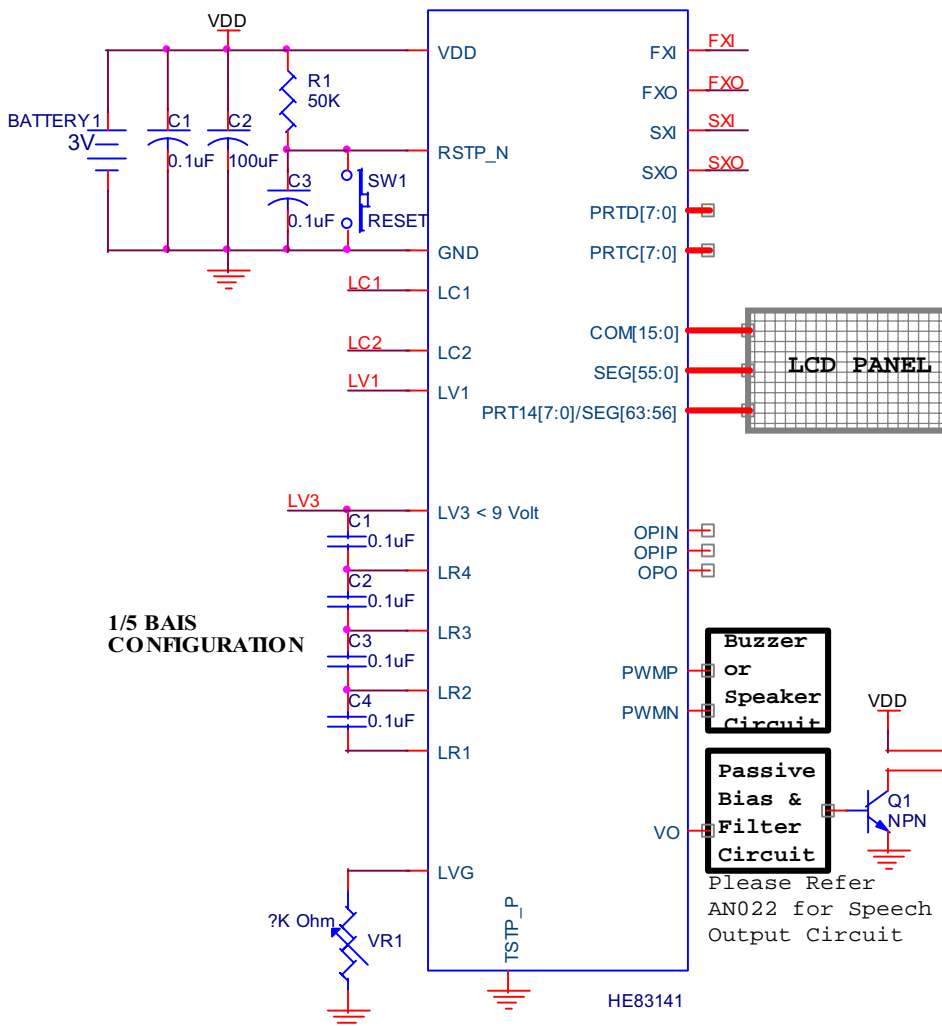 VDD
BATTERY1
3V
C1
0.1uF
C2
100uF
R1
50K
C3
0.1uF
SW1
RESET
VDD
RSTP_N
GND
LC1
LC1
LC2
LC2
LV1
LV1
LV3
LV3 < 9 Volt
C1
0.1uF
LR4
C2
0.1uF
LR3
C3
0.1uF
LR2
C4
0.1uF
LR1
1/5 BAIS
CONFIGURATION
LVG
?K Ohm
VR1
TSTP_P
HE83141
FXI
FXI
FXO
FXO
SXI
SXI
SXO
SXO
PRTD[7:0]
PRTC[7:0]
COM[15:0]
SEG[55:0]
PRT14[7:0]/SEG[63:56]
LCD PANEL
OPIN
OPIP
OPO
PWMP
PWMN
Buzzer
or
Speaker
Circuit
VDD
VO
Passive
Bias &
Filter
Circuit
Q1
NPN
Please Refer
AN022 for Speech
Output Circuit